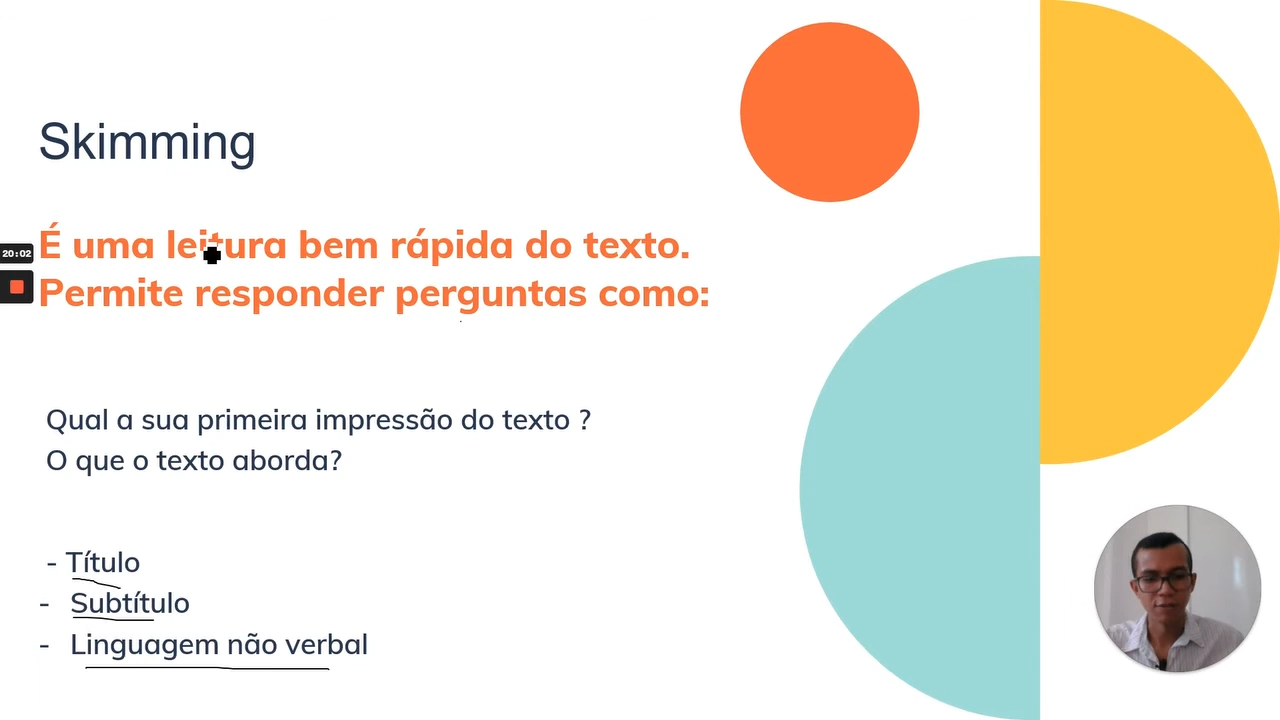 Skimming
É uma leitura bem rápida do texto.
20:02
Permite responder perguntas como:
Qual a sua primeira impressão do texto ?
O que o texto aborda?
- Título
- Subtítulo
- Linguagem não verbal